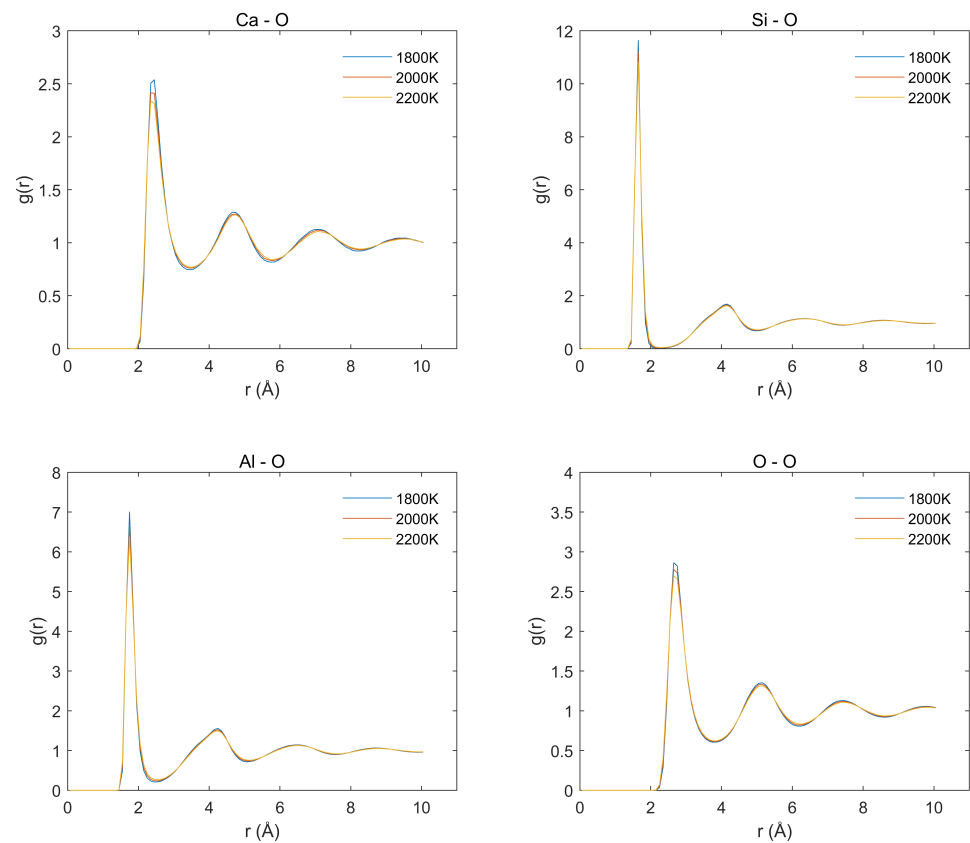 Ca - O
3
2.5
2
1.5
1
0.5
0
g(r)
1800K
2000K
2200K
0 2 4 6 8 10
r (Å)
Si - O
12
10
8
6
4
2
0
g(r)
1800K
2000K
2200K
0 2 4 6 8 10
r (Å)
Al - O
8
7
6
5
4
3
2
1
0
g(r)
1800K
2000K
2200K
0 2 4 6 8 10
r (Å)
O - O
4
3.5
3
2.5
2
1.5
1
0.5
0
g(r)
1800K
2000K
2200K
0 2 4 6 8 10
r (Å)